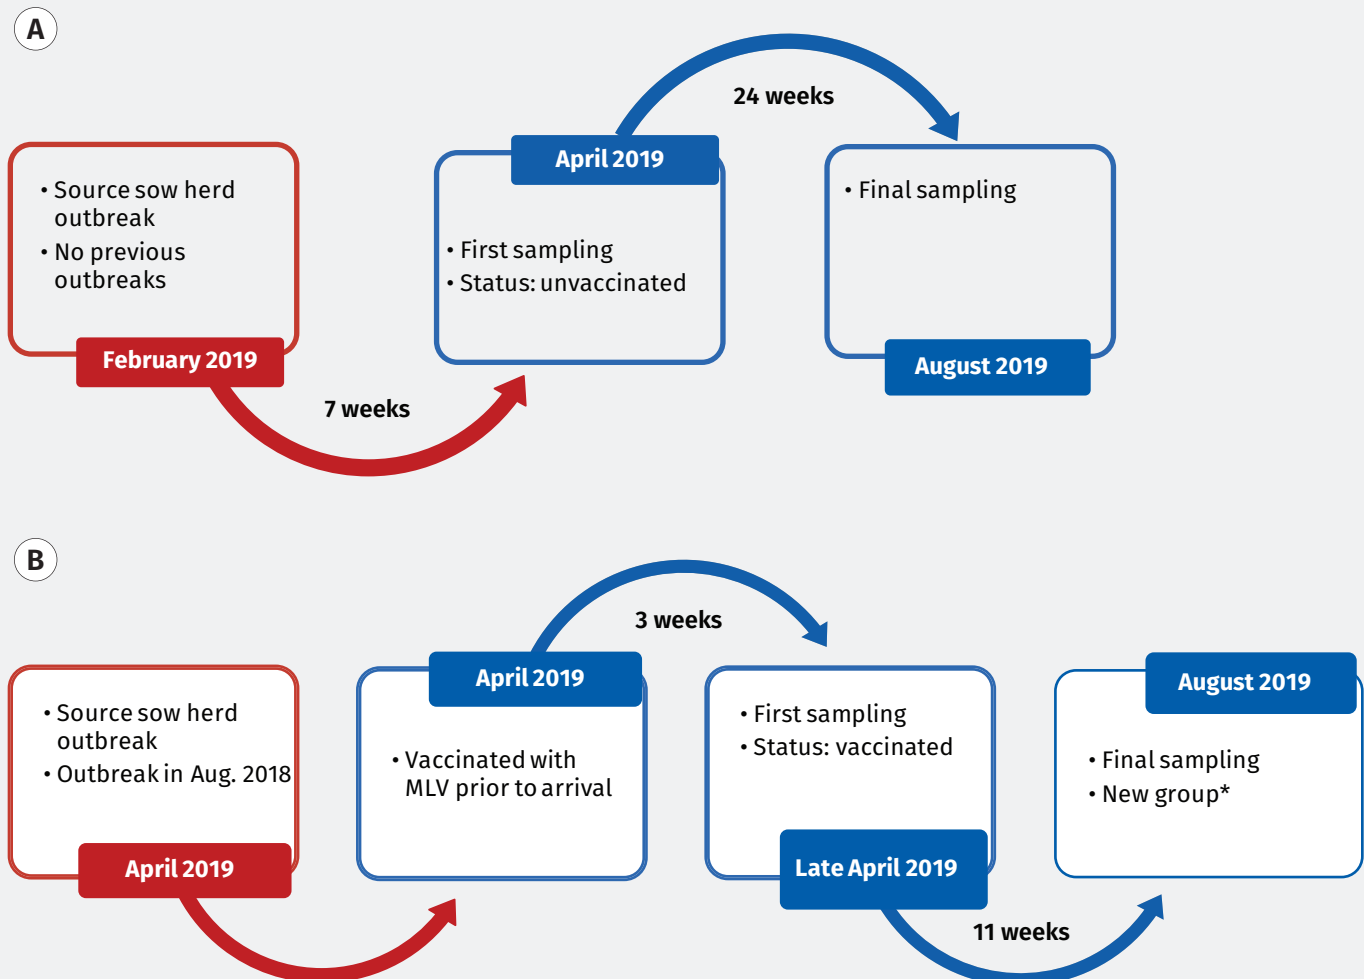 A
24 weeks
April 2019
• Source sow herd
outbreak
• No previous
outbreaks
February 2019
7 weeks
• First sampling
• Status: unvaccinated
• Final sampling
August 2019
B
3 weeks
• Source sow herd
outbreak
• Outbreak in Aug. 2018
April 2019
April 2019
• Vaccinated with
MLV prior to arrival
• First sampling
• Status: vaccinated
Late April 2019
11 weeks
August 2019
• Final sampling
• New group*